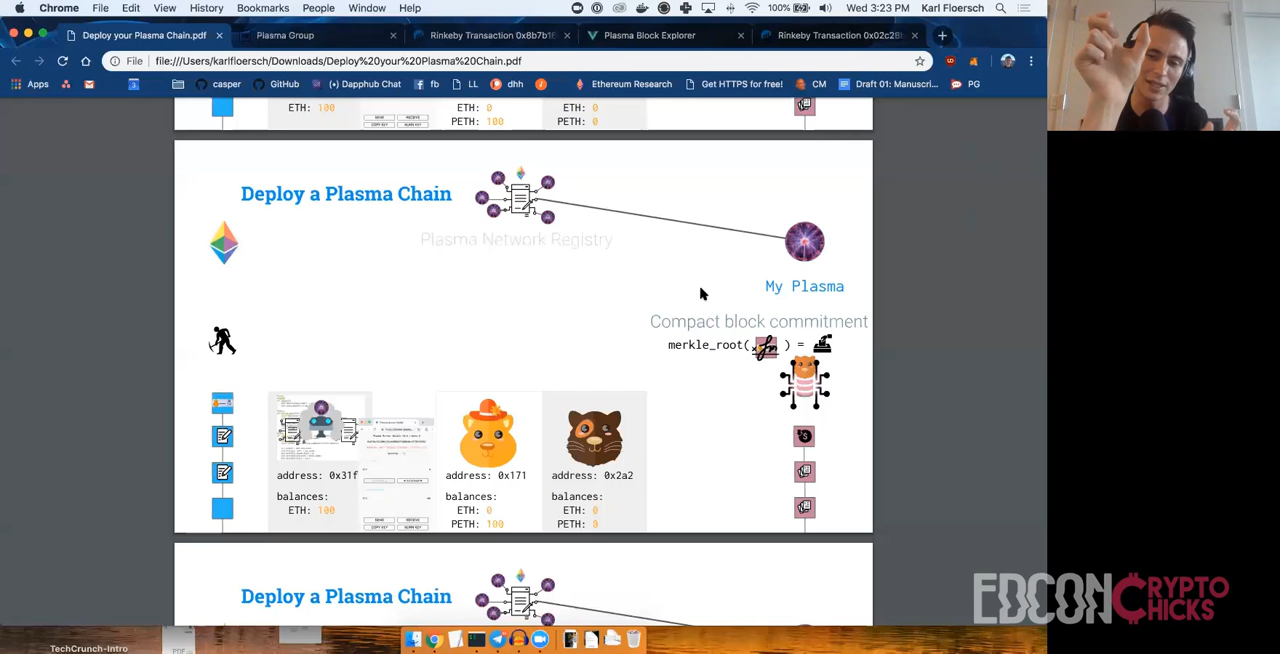 Chrome File Edit View History Bookmarks People Window Help 100% Wed 3:23 PM Karl Floersch
Deploy your Plasma Chain.pdf
Plasma Group
Rinkeby Transaction 0x8b7b1
Plasma Block Explorer
Rinkeby Transaction 0x02c28
File file:///Users/karlfloersch/Downloads/Deploy%20your%20Plasma%20Chain.pdf
Apps casper GitHub (+) Dapphub Chat fb LL dhh Ethereum Research Get HTTPS for free! CM Draft 01: Manuscri... PG
ETH: 100
ETH: 0
ETH: 0
PETH: 100
PETH: 0
Deploy a Plasma Chain
Plasma Network Registry
My Plasma
Compact block commitment
merkle_root( ) =
address: 0x31f
address: 0x171
address: 0x2a2
balances:
balances:
balances:
ETH: 100
ETH: 0
ETH: 0
PETH: 100
PETH: 0
Deploy a Plasma Chain
EDCON CRYPTO CHICKS
TechCrunch-Intro
PDF